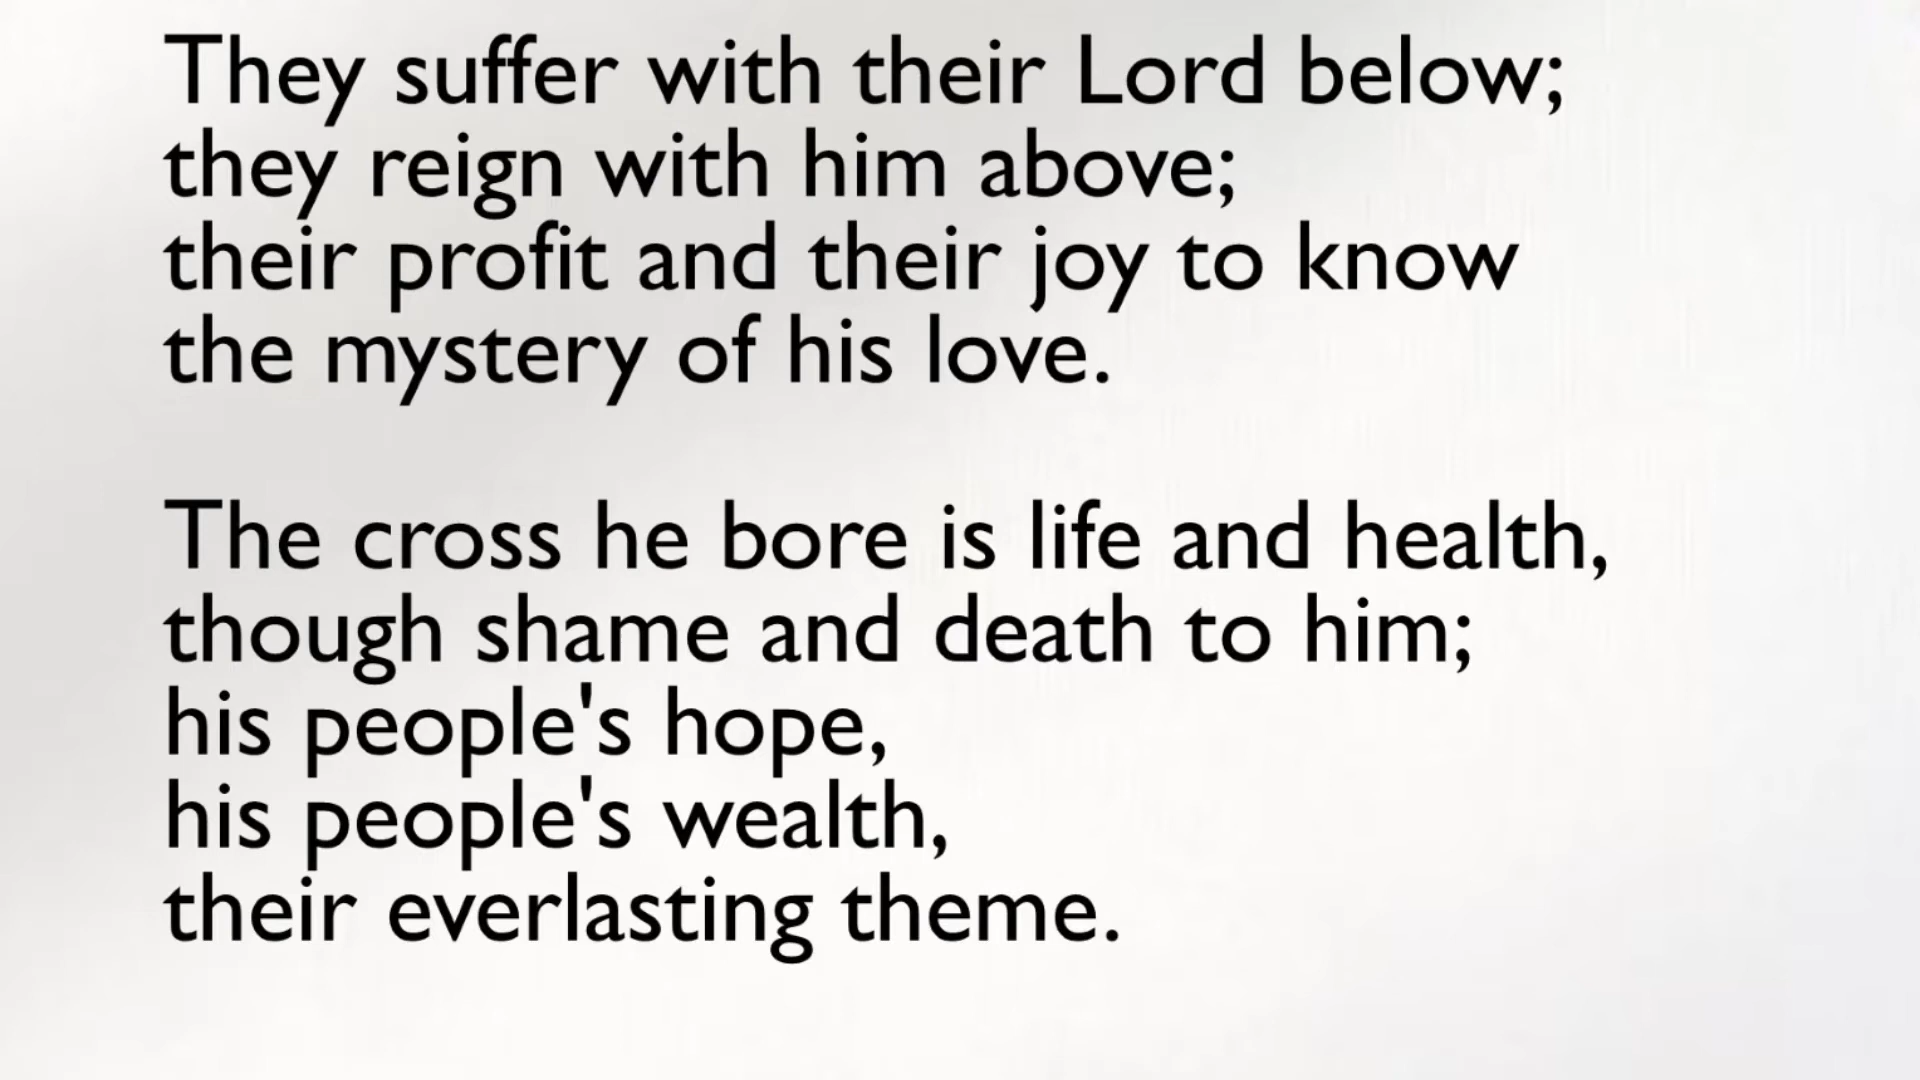 They suffer with their Lord below;
they reign with him above;
their profit and their joy to know
the mystery of his love.
The cross he bore is life and health,
though shame and death to him;
his people's hope,
his people's wealth,
their everlasting theme.